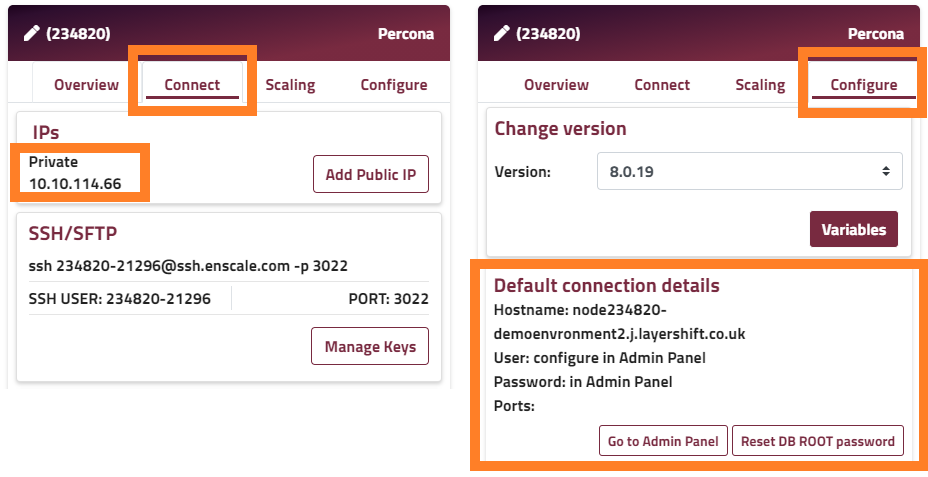 (234820) Percona
Overview Connect Scaling Configure
IPs
Private
10.10.114.66
Add Public IP
SSH/SFTP
ssh 234820-21296@ssh.enscale.com -p 3022
SSH USER: 234820-21296 PORT: 3022
Manage Keys
(234820) Percona
Overview Connect Scaling Configure
Change version
Version: 8.0.19
Variables
Default connection details
Hostname: node234820-
demoenvronment2.j.layershift.co.uk
User: configure in Admin Panel
Password: in Admin Panel
Ports:
Go to Admin Panel Reset DB ROOT password